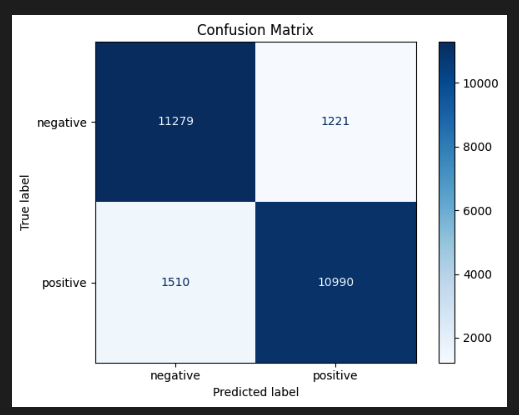 Confusion Matrix
True label
negative
11279
1221
positive
1510
10990
negative
positive
Predicted label
10000
8000
6000
4000
2000